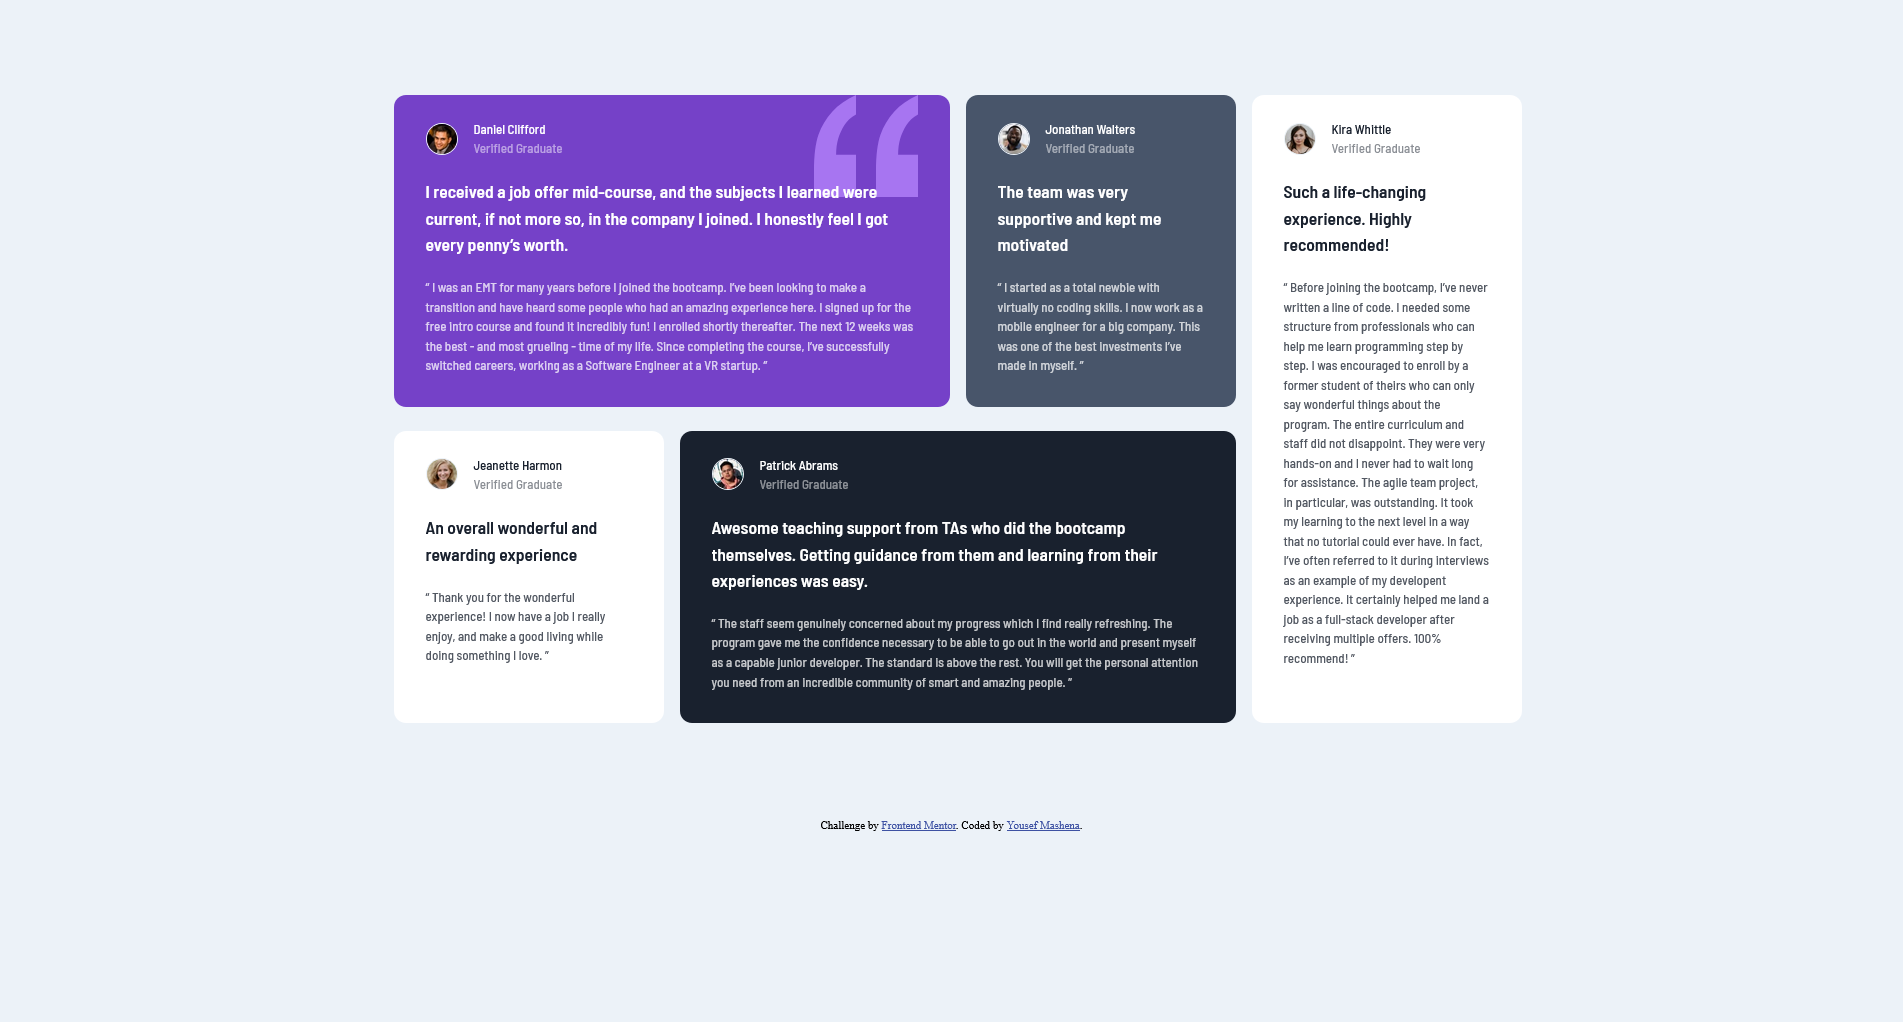 Daniel Clifford
Verified Graduate
I received a job offer mid-course, and the subjects I learned were
current, if not more so, in the company I joined. I honestly feel I got
every penny’s worth.
“ I was an EMT for many years before I joined the bootcamp. I’ve been looking to make a
transition and have heard some people who had an amazing experience here. I signed up for the
free intro course and found it incredibly fun! I enrolled shortly thereafter. The next 12 weeks was
the best - and most grueling - time of my life. Since completing the course, I’ve successfully
switched careers, working as a Software Engineer at a VR startup. ”
Jonathan Walters
Verified Graduate
The team was very
supportive and kept me
motivated
“ I started as a total newbie with
virtually no coding skills. I now work as a
mobile engineer for a big company. This
was one of the best investments I’ve
made in myself. ”
Kira Whittle
Verified Graduate
Such a life-changing
experience. Highly
recommended!
“ Before joining the bootcamp, I’ve never
written a line of code. I needed some
structure from professionals who can
help me learn programming step by
step. I was encouraged to enroll by a
former student of theirs who can only
say wonderful things about the
program. The entire curriculum and
staff did not disappoint. They were very
hands-on and I never had to wait long
for assistance. The agile team project,
in particular, was outstanding. It took
my learning to the next level in a way
that no tutorial could ever have. In fact,
I’ve often referred to it during interviews
as an example of my developent
experience. It certainly helped me land a
job as a full-stack developer after
receiving multiple offers. 100%
recommend! ”
Jeanette Harmon
Verified Graduate
An overall wonderful and
rewarding experience
“ Thank you for the wonderful
experience! I now have a job I really
enjoy, and make a good living while
doing something I love. ”
Patrick Abrams
Verified Graduate
Awesome teaching support from TAs who did the bootcamp
themselves. Getting guidance from them and learning from their
experiences was easy.
“ The staff seem genuinely concerned about my progress which I find really refreshing. The
program gave me the confidence necessary to be able to go out in the world and present myself
as a capable junior developer. The standard is above the rest. You will get the personal attention
you need from an incredible community of smart and amazing people. ”
Challenge by Frontend Mentor. Coded by Yousef Mashena.